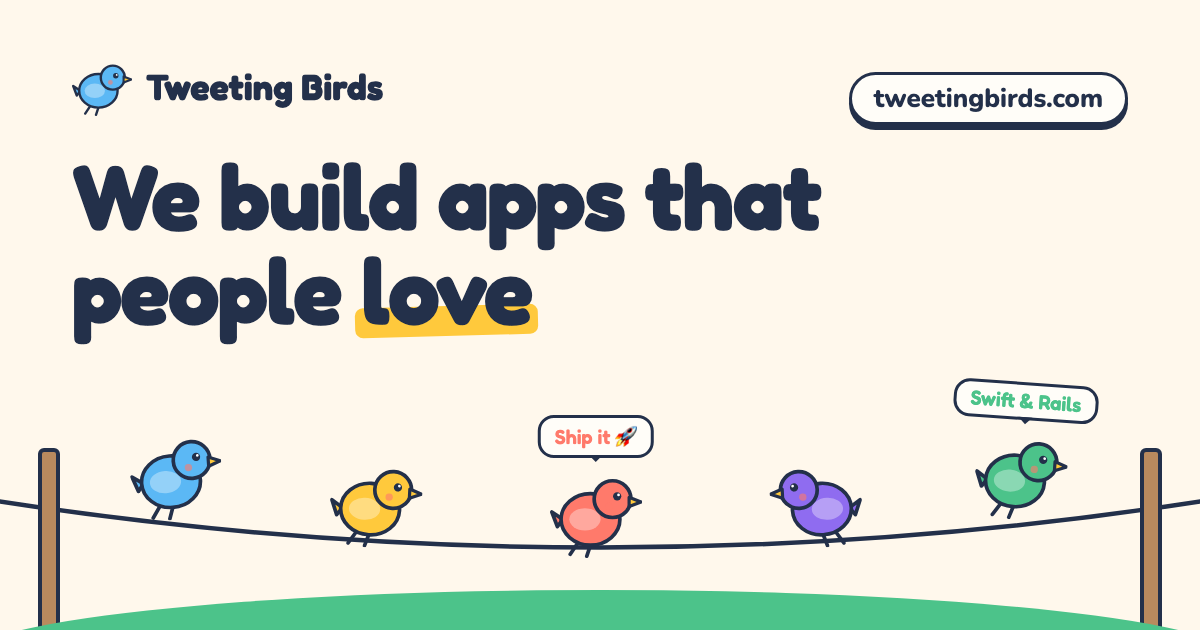 Tweeting Birds
tweetingbirds.com
We build apps that
people love
Ship it 🚀
Swift & Rails